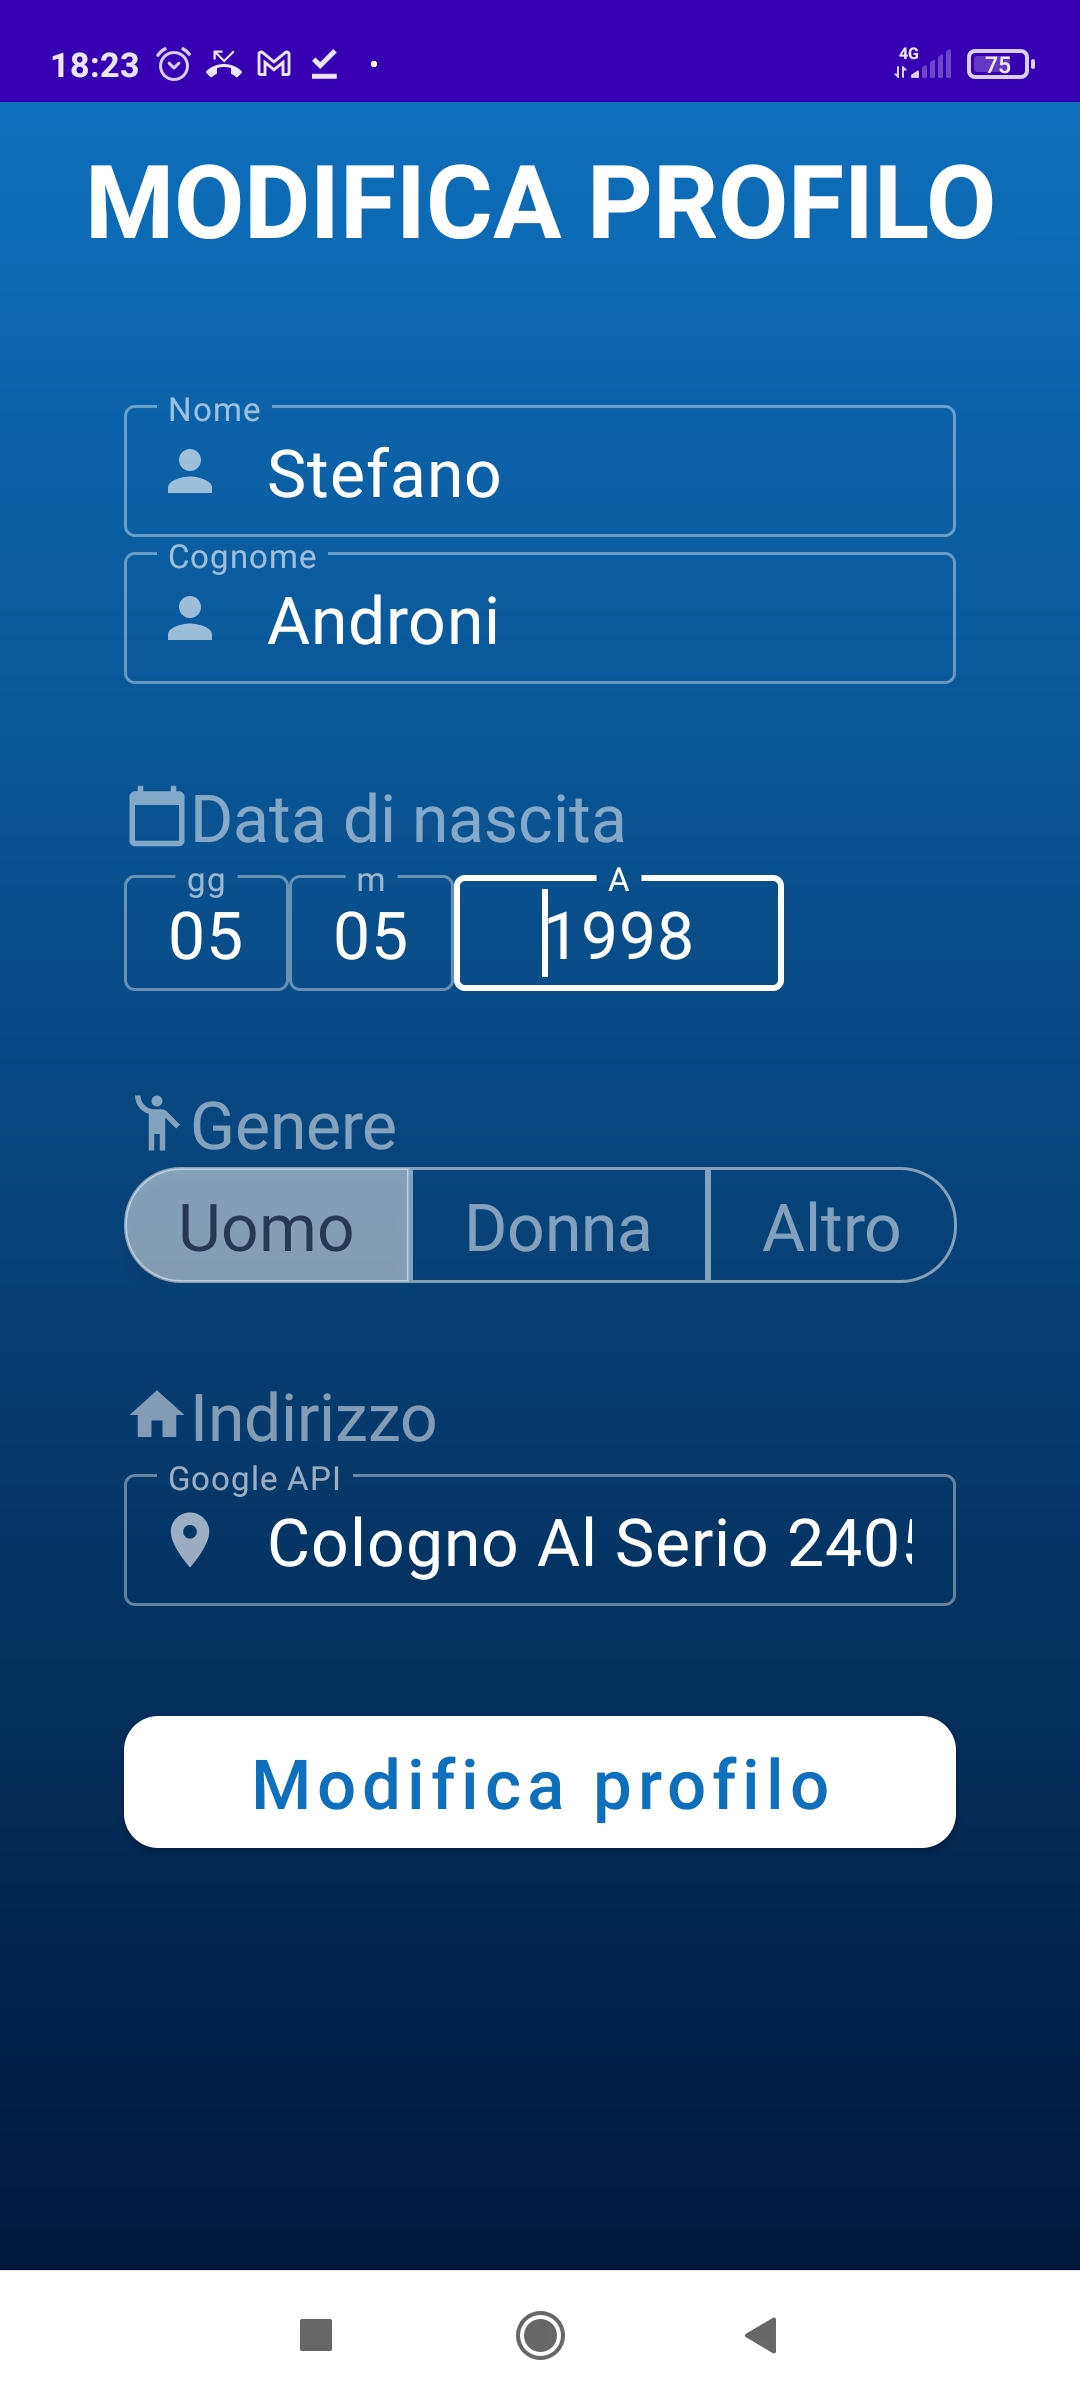 18:23 4G 75
MODIFICA PROFILO
Nome
Stefano
Cognome
Androni
Data di nascita
gg m A
05 05 1998
Genere
Uomo Donna Altro
Indirizzo
Google API
Cologno Al Serio 240
Modifica profilo